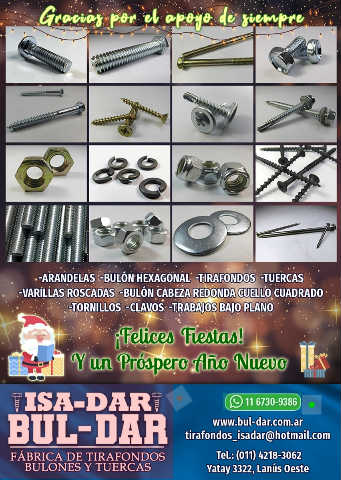 Gracias por el apoyo de siempre
-ARANDELAS -BULÓN HEXAGONAL -TIRAFONDOS -TUERCAS
-VARILLAS ROSCADAS -BULÓN CABEZA REDONDA CUELLO CUADRADO
-TORNILLOS -CLAVOS -TRABAJOS BAJO PLANO
¡Felices Fiestas!
Y un Próspero Año Nuevo
ISA-DAR
BUL-DAR
FÁBRICA DE TIRAFONDOS
BULONES Y TUERCAS
11 6730-9386
www.bul-dar.com.ar
tirafondos_isadar@hotmail.com
Tel.: (011) 4218-3062
Yatay 3322, Lanús Oeste